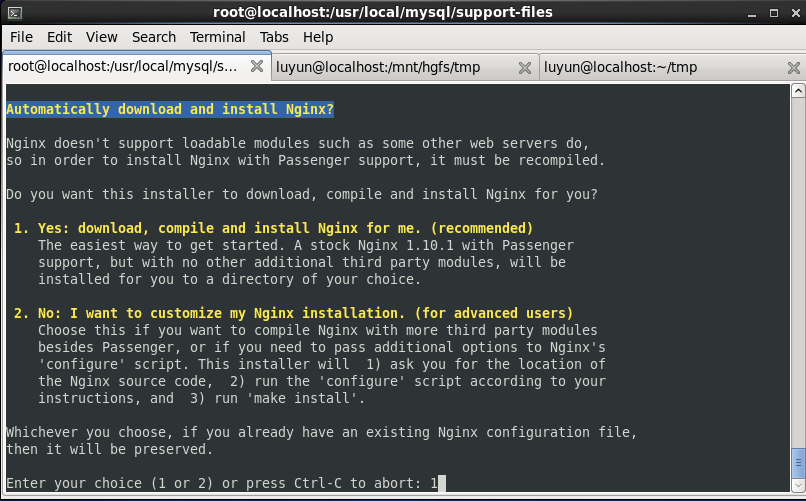 root@localhost:/usr/local/mysql/support-files
File Edit View Search Terminal Tabs Help
root@localhost:/usr/local/mysql/s... luyun@localhost:/mnt/hgfs/tmp luyun@localhost:~/tmp
Automatically download and install Nginx?
Nginx doesn't support loadable modules such as some other web servers do,
so in order to install Nginx with Passenger support, it must be recompiled.
Do you want this installer to download, compile and install Nginx for you?
1. Yes: download, compile and install Nginx for me. (recommended)
The easiest way to get started. A stock Nginx 1.10.1 with Passenger
support, but with no other additional third party modules, will be
installed for you to a directory of your choice.
2. No: I want to customize my Nginx installation. (for advanced users)
Choose this if you want to compile Nginx with more third party modules
besides Passenger, or if you need to pass additional options to Nginx's
'configure' script. This installer will  1) ask you for the location of
the Nginx source code,  2) run the 'configure' script according to your
instructions, and  3) run 'make install'.
Whichever you choose, if you already have an existing Nginx configuration file,
then it will be preserved.
Enter your choice (1 or 2) or press Ctrl-C to abort: 1